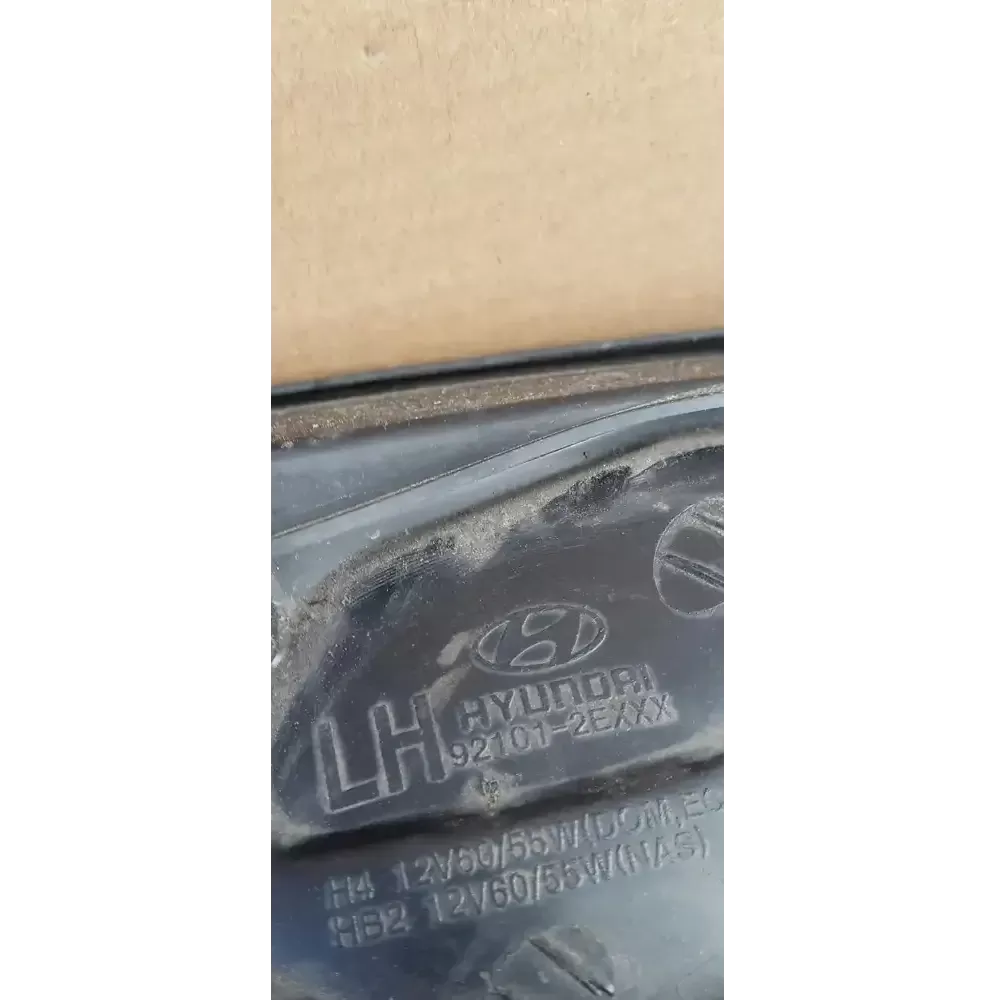 HYUNDAI
LH 92101-2EXXX
H4 12V60/55W(DOM,EC
HB2 12V60/55W(NAS)